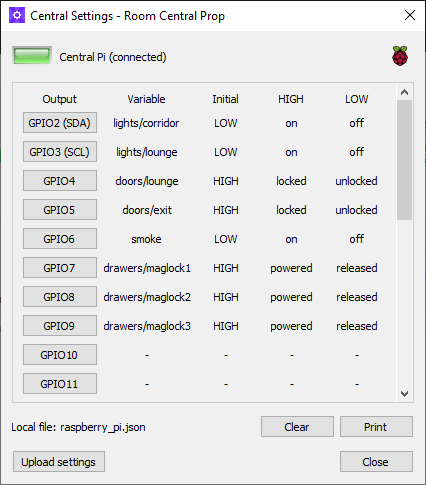 Central Settings - Room Central Prop
Central Pi (connected)
Output Variable Initial HIGH LOW
GPIO2 (SDA) lights/corridor LOW on off
GPIO3 (SCL) lights/lounge LOW on off
GPIO4 doors/lounge HIGH locked unlocked
GPIO5 doors/exit HIGH locked unlocked
GPIO6 smoke LOW on off
GPIO7 drawers/maglock1 HIGH powered released
GPIO8 drawers/maglock2 HIGH powered released
GPIO9 drawers/maglock3 HIGH powered released
GPIO10 - - - -
GPIO11 - - - -
Local file: raspberry_pi.json Clear Print
Upload settings Close